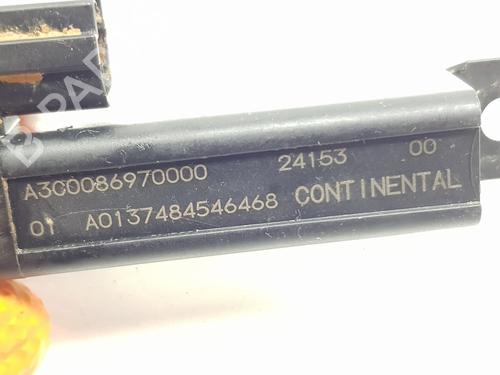 A3C0086970000 24153 00
01 A0137484546468 CONTINENTAL